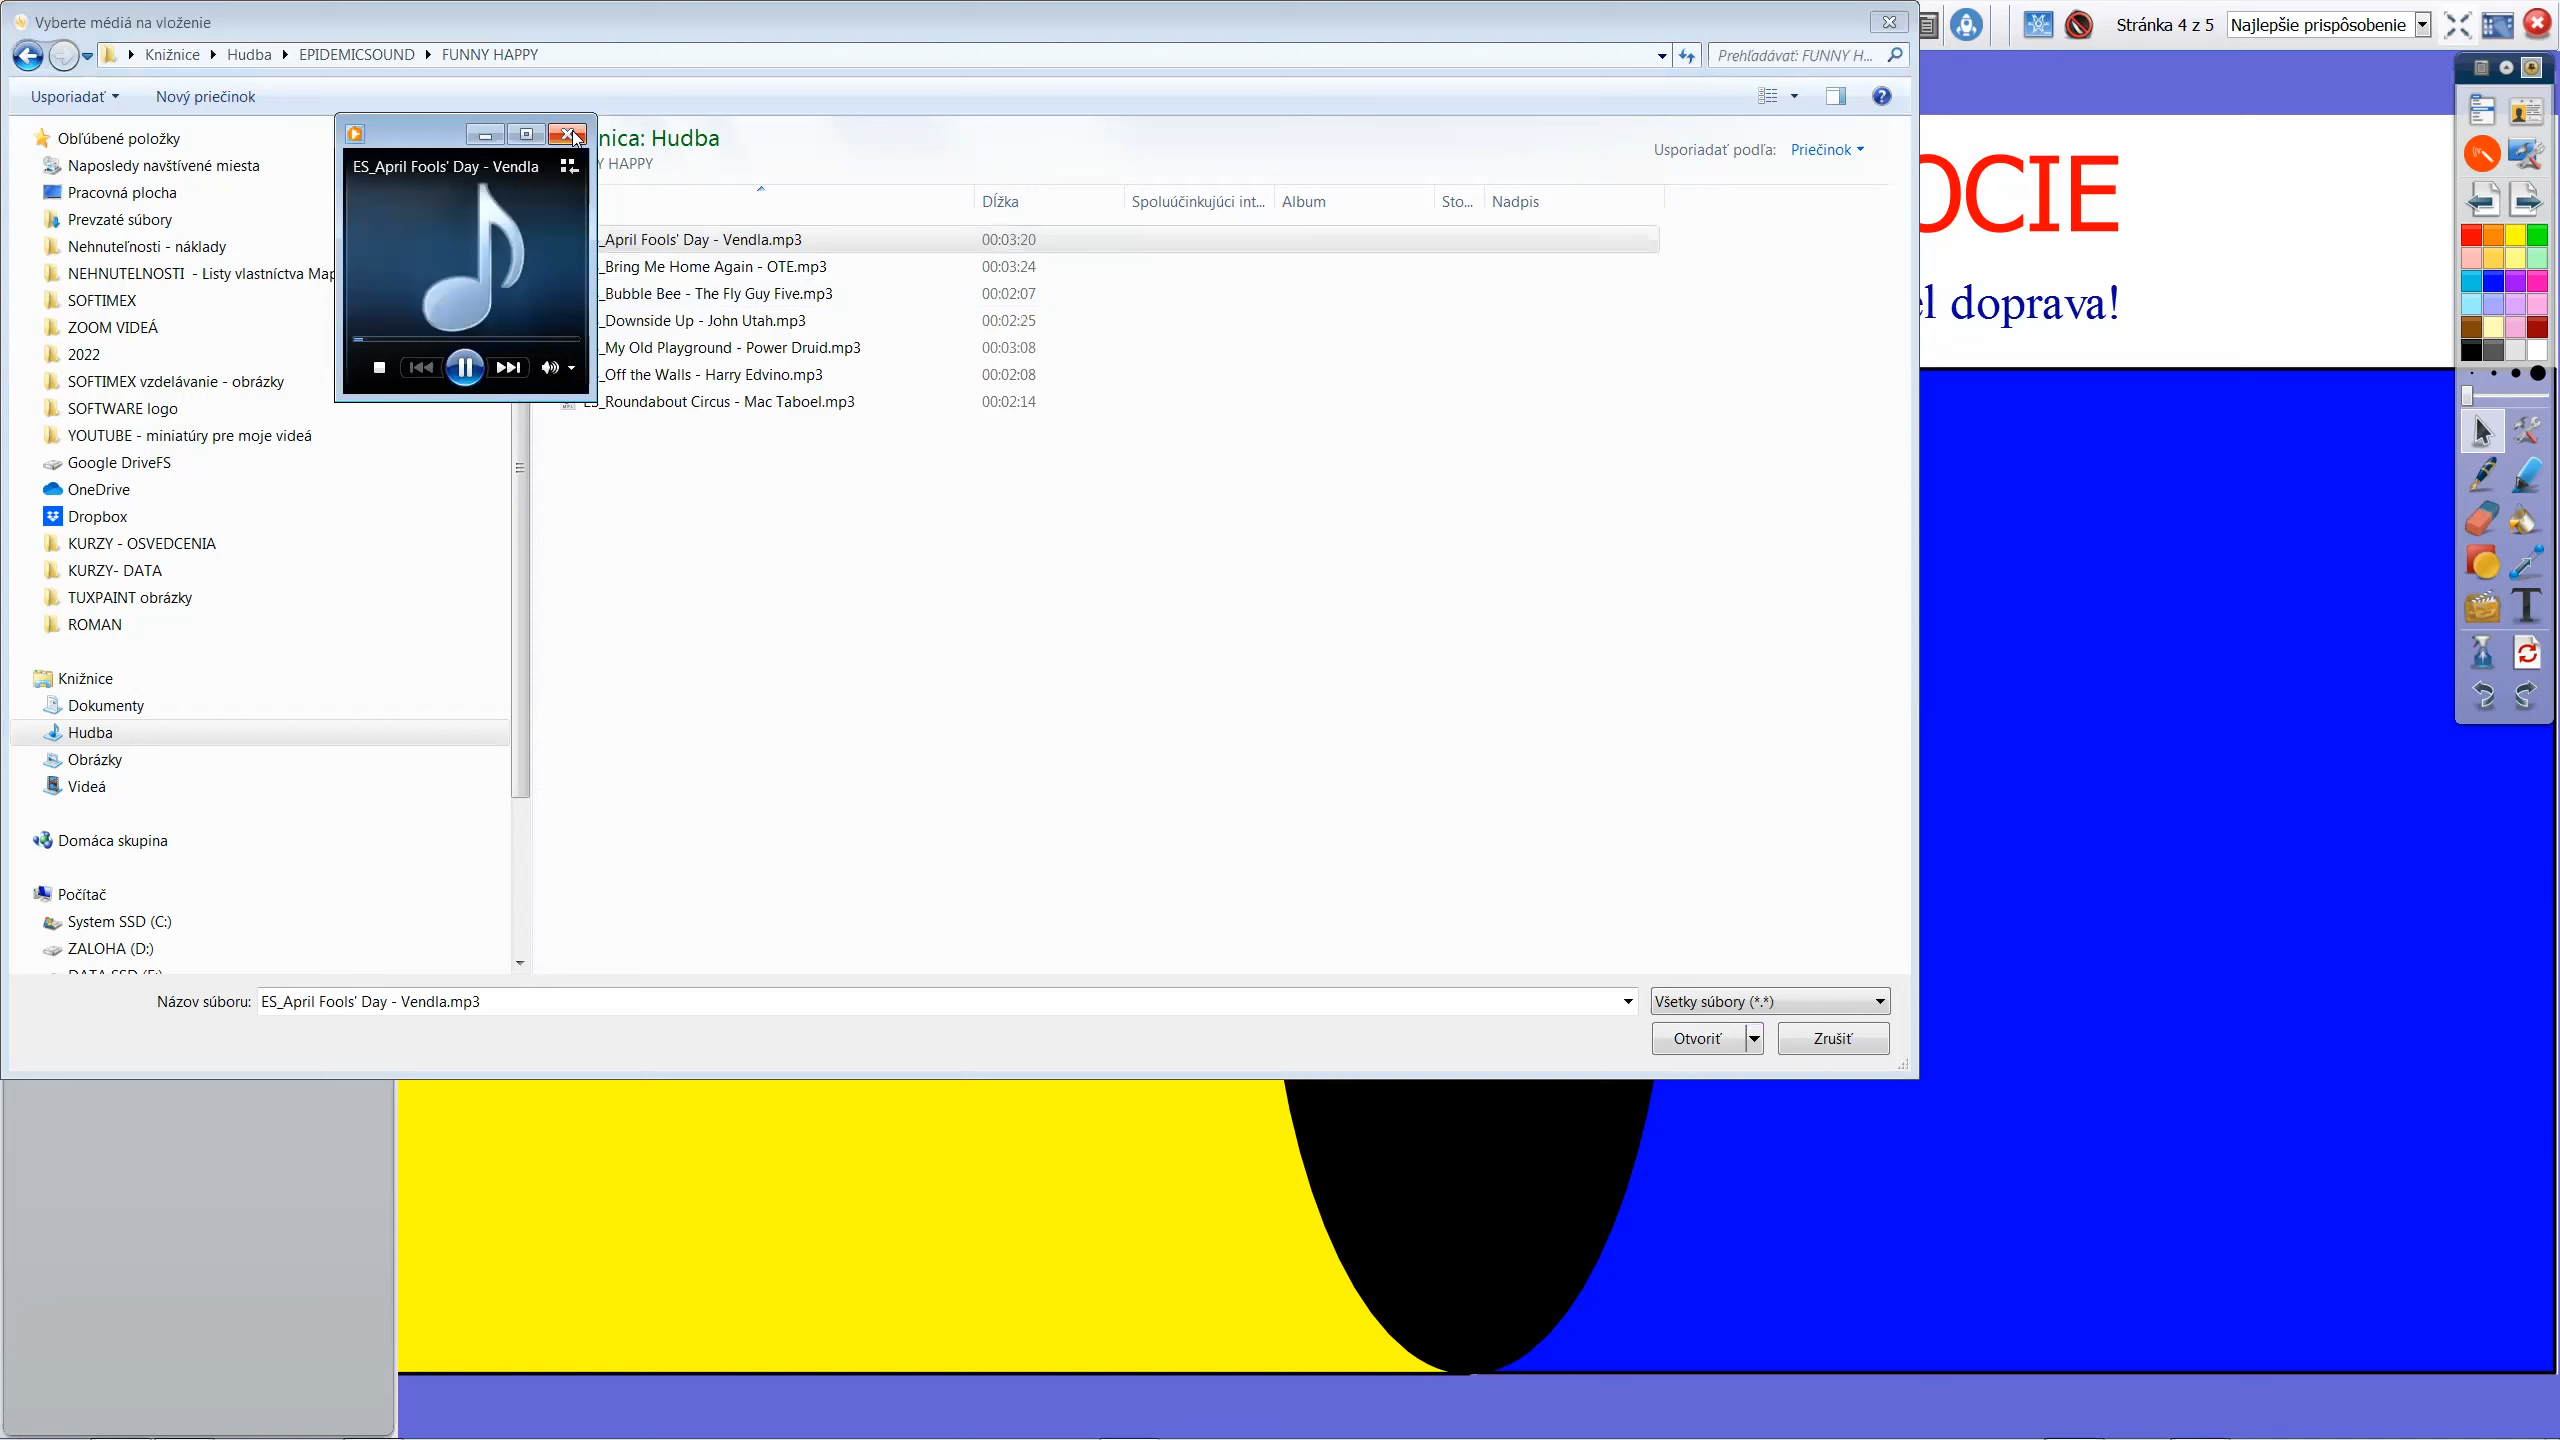 Vyberte médiá na vloženie
Stránka 4 z 5
Najlepšie prispôsobenie
Knižnice
Hudba
EPIDEMICSOUND
FUNNY HAPPY
Prehľadávať: FUNNY H...
Usporiadať
Nový priečinok
Obľúbené položky
Naposledy navštívené miesta
Pracovná plocha
Prevzaté súbory
Nehnuteľnosti - náklady
NEHNUTELNOSTI - Listy vlastníctva Map
SOFTIMEX
ZOOM VIDEÁ
2022
SOFTIMEX vzdelávanie - obrázky
SOFTWARE logo
YOUTUBE - miniatúry pre moje videá
Google DriveFS
OneDrive
Dropbox
KURZY - OSVEDCENIA
KURZY- DATA
TUXPAINT obrázky
ROMAN
Knižnice
Dokumenty
Hudba
Obrázky
Videá
Domáca skupina
Počítač
System SSD (C:)
ZALOHA (D:)
ES_April Fools' Day - Vendla
nica: Hudba
Y HAPPY
Usporiadať podľa: Priečinok
Dĺžka
Spoluúčinkujúci int...
Album
Sto...
Nadpis
_April Fools' Day - Vendla.mp3 00:03:20
_Bring Me Home Again - OTE.mp3 00:03:24
_Bubble Bee - The Fly Guy Five.mp3 00:02:07
_Downside Up - John Utah.mp3 00:02:25
_My Old Playground - Power Druid.mp3 00:03:08
_Off the Walls - Harry Edvino.mp3 00:02:08
ES_Roundabout Circus - Mac Taboel.mp3 00:02:14
Názov súboru: ES_April Fools' Day - Vendla.mp3
Všetky súbory (*.*)
Otvoriť
Zrušiť
OCIE
el doprava!